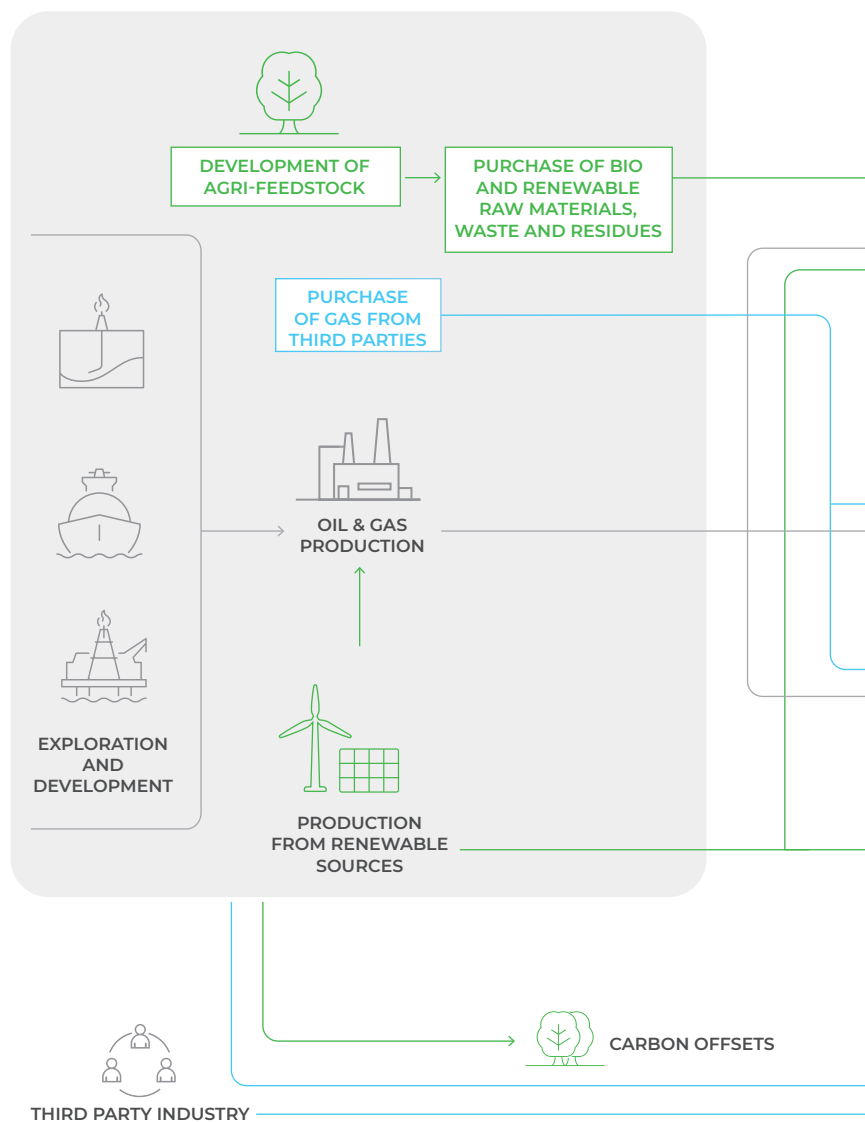 DEVELOPMENT OF
AGRI-FEEDSTOCK
PURCHASE OF BIO
AND RENEWABLE
RAW MATERIALS,
WASTE AND RESIDUES
PURCHASE
OF GAS FROM
THIRD PARTIES
OIL & GAS
PRODUCTION
EXPLORATION
AND
DEVELOPMENT
PRODUCTION
FROM RENEWABLE
SOURCES
CARBON OFFSETS
THIRD PARTY INDUSTRY